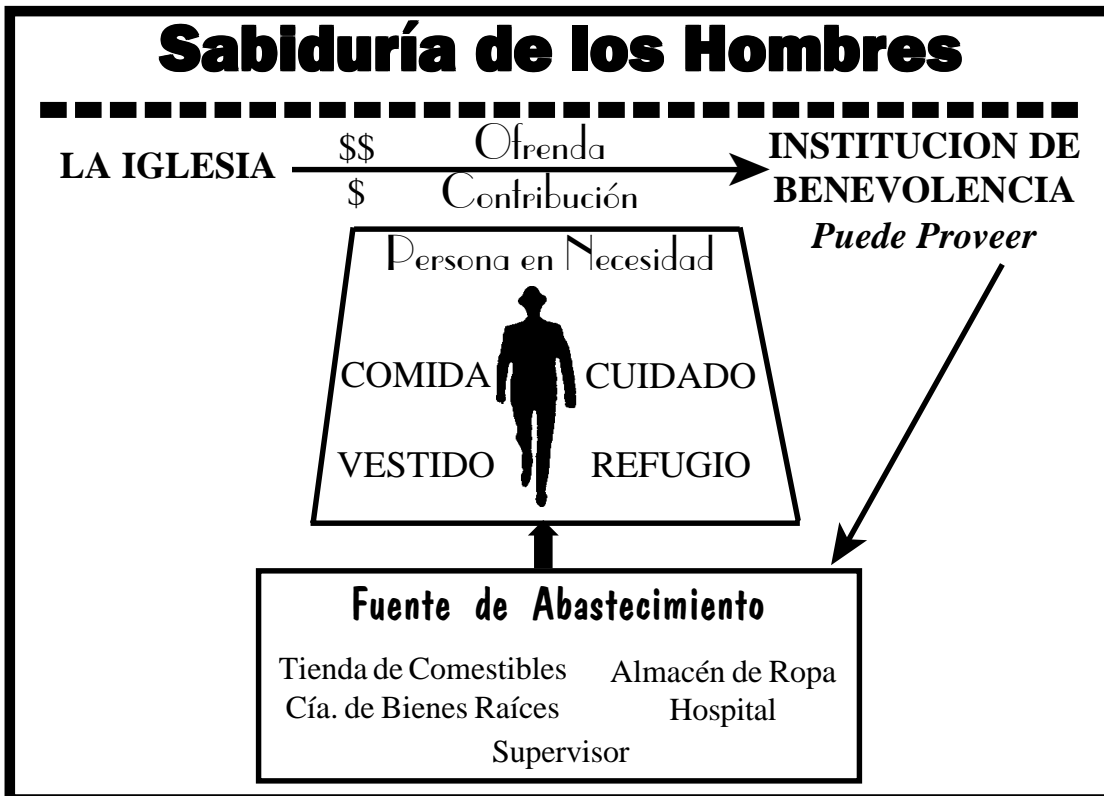 Sabiduría de los Hombres
LA IGLESIA
$$ Ofrenda
$ Contribución
INSTITUCION DE
BENEVOLENCIA
Puede Proveer
Persona en Necesidad
COMIDA CUIDADO
VESTIDO REFUGIO
Fuente de Abastecimiento
Tienda de Comestibles Almacén de Ropa
Cía. de Bienes Raíces Hospital
Supervisor